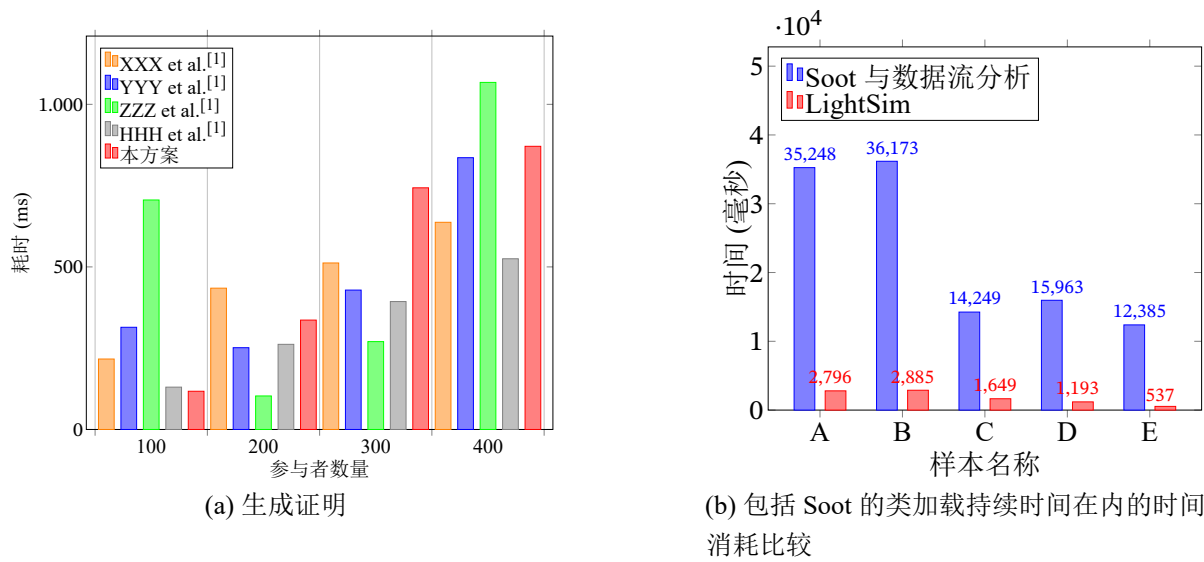 XXX et al.[1]
YYY et al.[1]
ZZZ et al.[1]
HHH et al.[1]
本方案
1.000
500
0
耗时 (ms)
100 200 300 400
参与者数量
(a) 生成证明
·10⁴
Soot 与数据流分析
LightSim
5
4
3
2
1
0
时间 (毫秒)
35,248 36,173 14,249 15,963 12,385
2,796 2,885 1,649 1,193 537
A B C D E
样本名称
(b) 包括 Soot 的类加载持续时间在内的时间
消耗比较